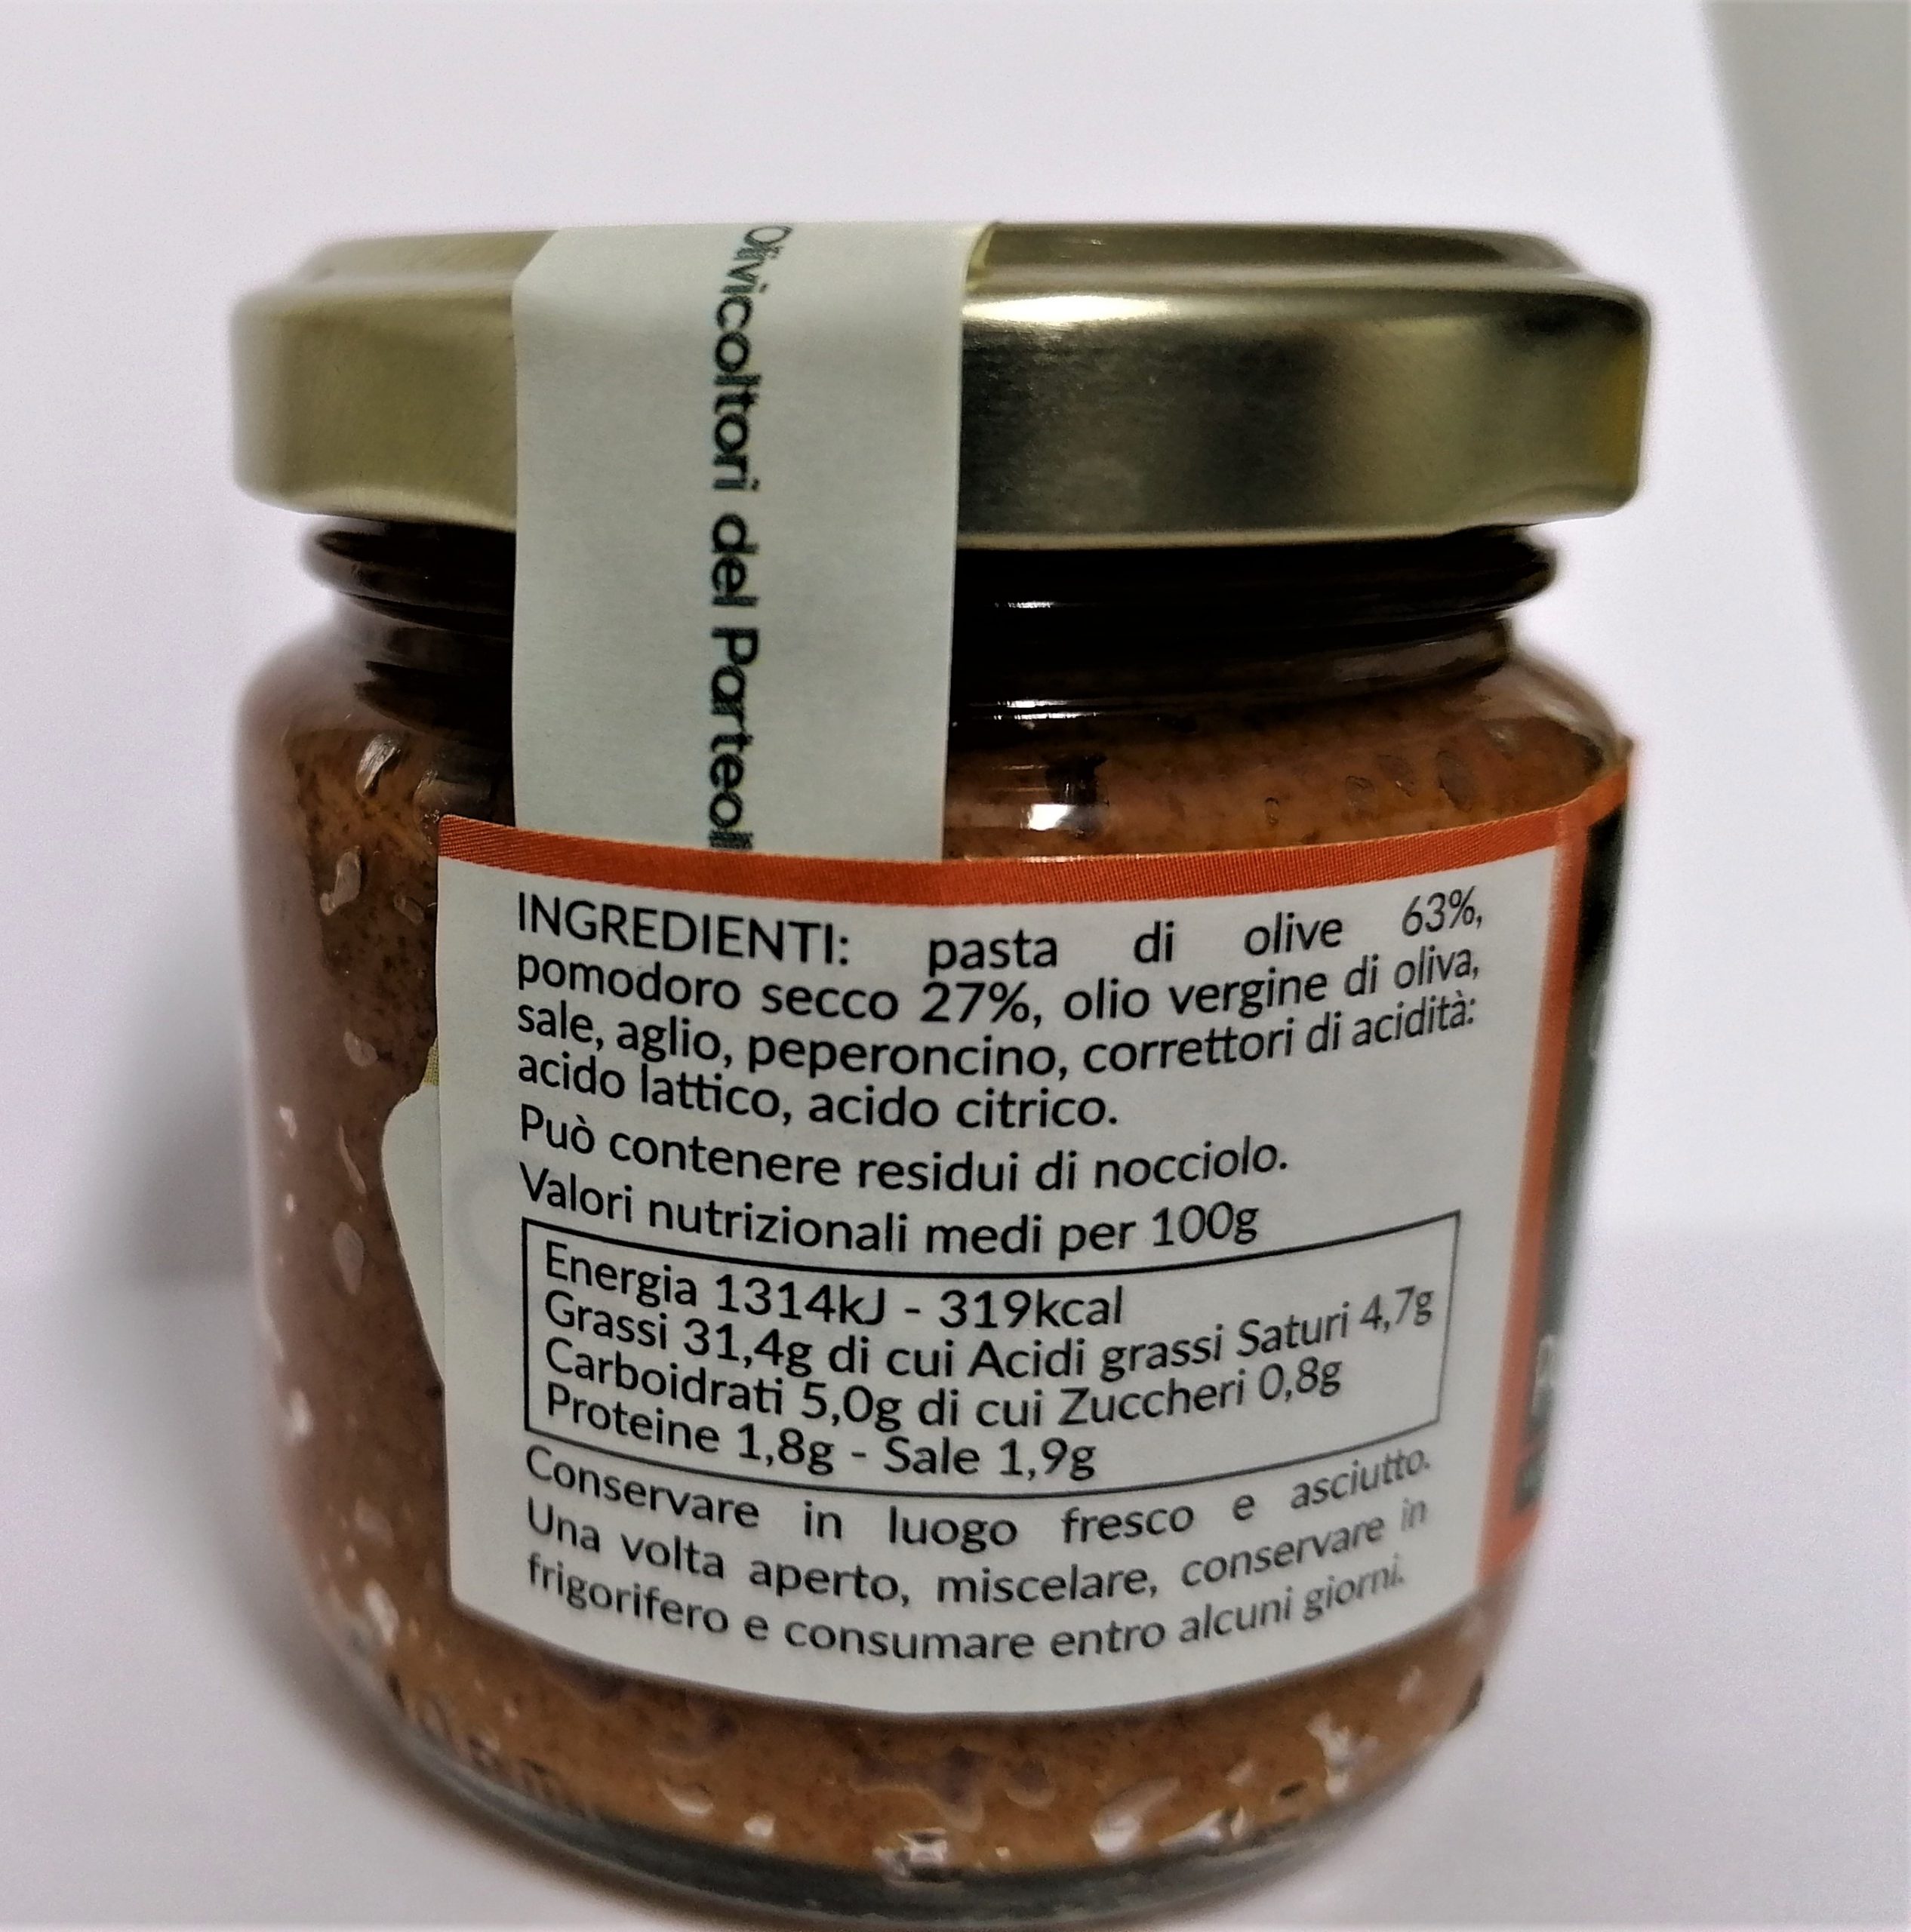 Olivicoltori del Parteolla
INGREDIENTI: pasta di olive 63%,
pomodoro secco 27%, olio vergine di oliva,
sale, aglio, peperoncino, correttori di acidità:
acido lattico, acido citrico.
Può contenere residui di nocciolo.
Valori nutrizionali medi per 100g
Energia 1314kJ - 319kcal
Grassi 31,4g di cui Acidi grassi Saturi 4,7g
Carboidrati 5,0g di cui Zuccheri 0,8g
Proteine 1,8g - Sale 1,9g
Conservare in luogo fresco e asciutto.
Una volta aperto, miscelare, conservare in
frigorifero e consumare entro alcuni giorni.